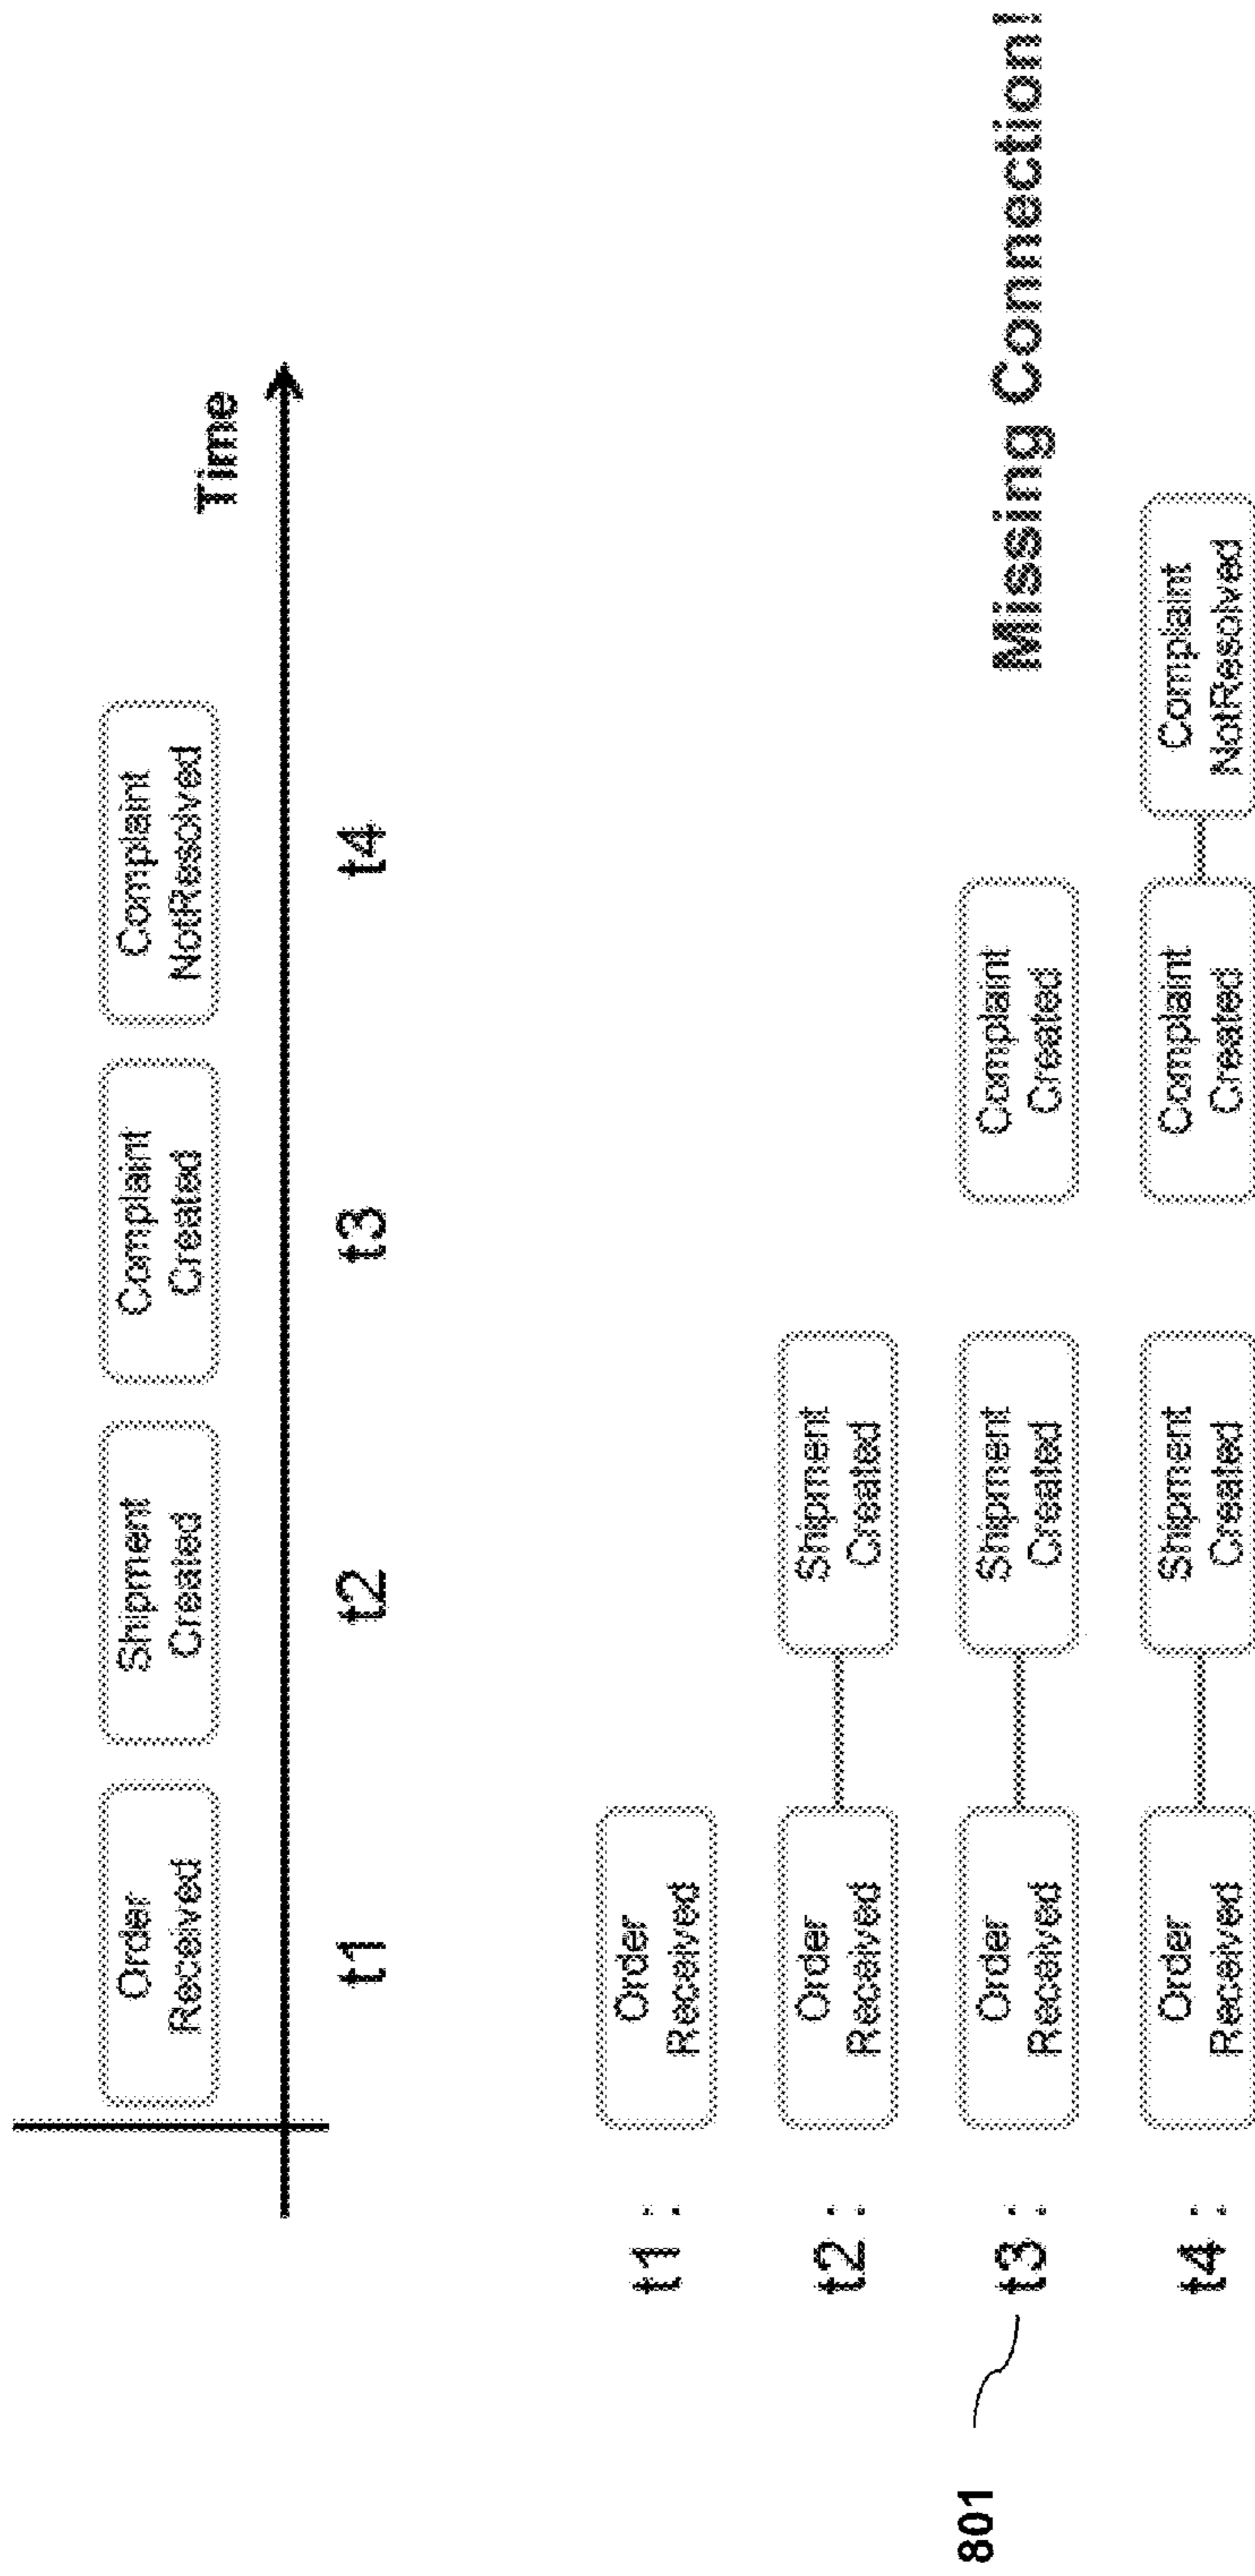 Order
Received
Shipment
Created
Complaint
Created
Complaint
NotResolved
Time
t1
t2
t3
t4
t1 :
Order
Received
t2 :
Order
Received
Shipment
Created
801
t3 :
Order
Received
Shipment
Created
Complaint
Created
Missing Connection!
t4 :
Order
Received
Shipment
Created
Complaint
Created
Complaint
NotResolved